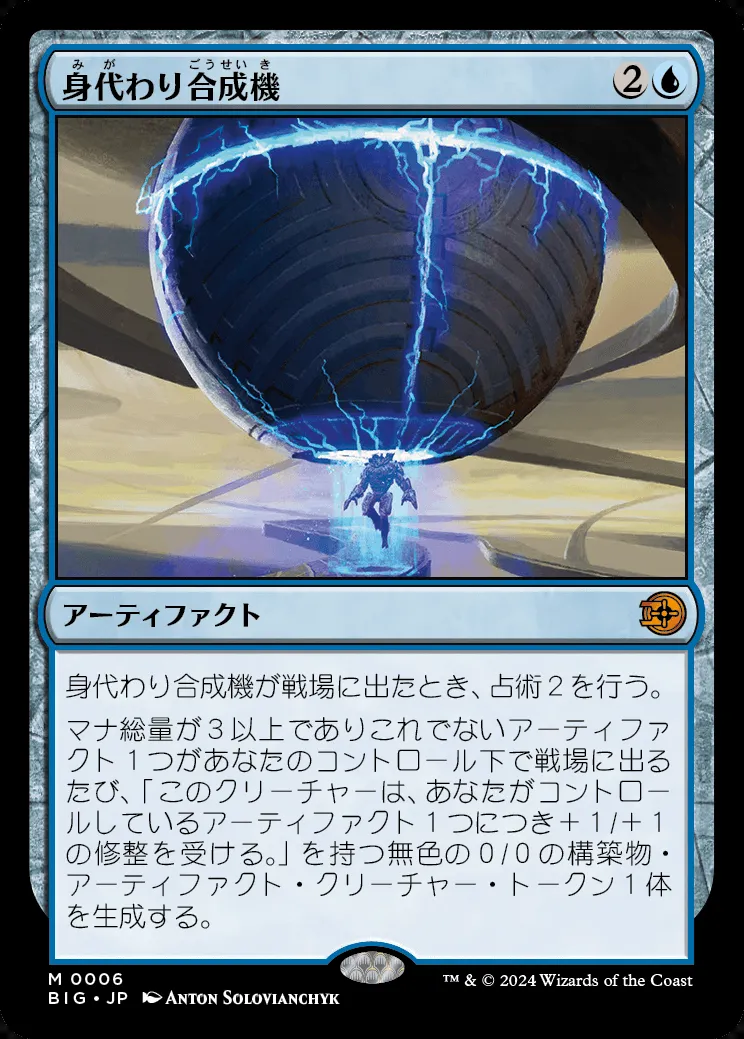 身代わり合成機
みが
ごうせいき
2
アーティファクト
身代わり合成機が戦場に出たとき、占術2を行う。
マナ総量が3以上でありこれでないアーティファ
クト1つがあなたのコントロール下で戦場に出る
たび、「このクリーチャーは、あなたがコントロー
ルしているアーティファクト1つにつき+1/+1
の修整を受ける。」を持つ無色の0/0の構築物・
アーティファクト・クリーチャー・トークン1体
を生成する。
M 0006
BIG・JP Anton Solovianchyk
™ & © 2024 Wizards of the Coast